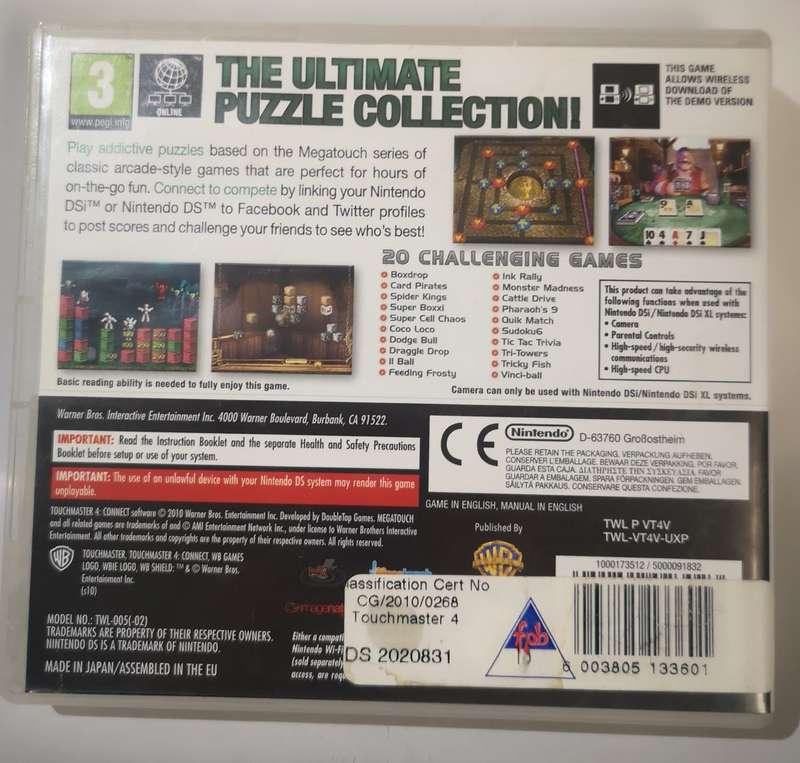 3
www.pegi.info
ONLINE
THE ULTIMATE
PUZZLE COLLECTION!
THIS GAME
ALLOWS WIRELESS
DOWNLOAD OF
THE DEMO VERSION
Play addictive puzzles based on the Megatouch series of
classic arcade-style games that are perfect for hours of
on-the-go fun. Connect to compete by linking your Nintendo
DSi™ or Nintendo DS™ to Facebook and Twitter profiles
to post scores and challenge your friends to see who's best!
9 A
10 4 A 7 J
20 CHALLENGING GAMES
Boxdrop
Card Pirates
Spider Kings
Super Boxxi
Super Cell Chaos
Coco Loco
Dodge Bull
Draggle Drop
II Ball
Feeding Frosty
Ink Rally
Monster Madness
Cattle Drive
Pharaoh's 9
Quik Match
Sudoku6
Tic Tac Trivia
Tri-Towers
Tricky Fish
Vinci-ball
This product can take advantage of the
following functions when used with
Nintendo DSi/Nintendo DSi XL systems:
• Camera
• Parental Controls
• High-speed/high-security wireless
communications
• High-speed CPU
Basic reading ability is needed to fully enjoy this game.
Camera can only be used with Nintendo DSi/Nintendo DSi XL systems.
Warner Bros. Interactive Entertainment Inc. 4000 Warner Boulevard, Burbank, CA 91522.
IMPORTANT: Read the Instruction Booklet and the separate Health and Safety Precautions
Booklet before setup or use of your system.
IMPORTANT: The use of an unlawful device with your Nintendo DS system may render this game
unplayable.
CE
Nintendo
D-63760 Großostheim
PLEASE RETAIN THE PACKAGING. VERPACKUNG AUFHEBEN.
CONSERVER L'EMBALLAGE. BEWAAR DEZE VERPAKKING. POR FAVOR,
GUARDA ESTA CAJA. ΔΙΑΤΗΡΗΣΤΕ ΤΗΝ ΣΥΣΚΕΥΑΣΙΑ. FAVOR
GUARDAR A EMBALAGEM. SPARA FÖRPACKNINGEN. GEM EMBALLAGEN.
SÄILYTÄ PAKKAUS. CONSERVARE QUESTA CONFEZIONE.
GAME IN ENGLISH, MANUAL IN ENGLISH
TOUCHMASTER 4: CONNECT software © 2010 Warner Bros. Entertainment Inc. Developed by DoubleTap Games. MEGATOUCH
and all related games are trademarks of and © AMI Entertainment Network Inc., under license to Warner Brothers Interactive
Entertainment. All other trademarks and copyrights are the property of their respective owners. All rights reserved.
WB
TOUCHMASTER, TOUCHMASTER 4: CONNECT, WB GAMES
LOGO, WBIE LOGO, WB SHIELD: ™ & © Warner Bros.
Entertainment Inc.
(s10)
Published By
TWL P VT4V
TWL-VT4V-UXP
1000173512 / 5000091832
MODEL NO.: TWL-005(-02)
TRADEMARKS ARE PROPERTY OF THEIR RESPECTIVE OWNERS.
NINTENDO DS IS A TRADEMARK OF NINTENDO.
MADE IN JAPAN/ASSEMBLED IN THE EU
Either a compati
Nintendo Wi-Fi
(sold separately
access, are requ
assification Cert No
CG/2010/0268
Touchmaster 4
DS 2020831
fpb
6 003805 133601